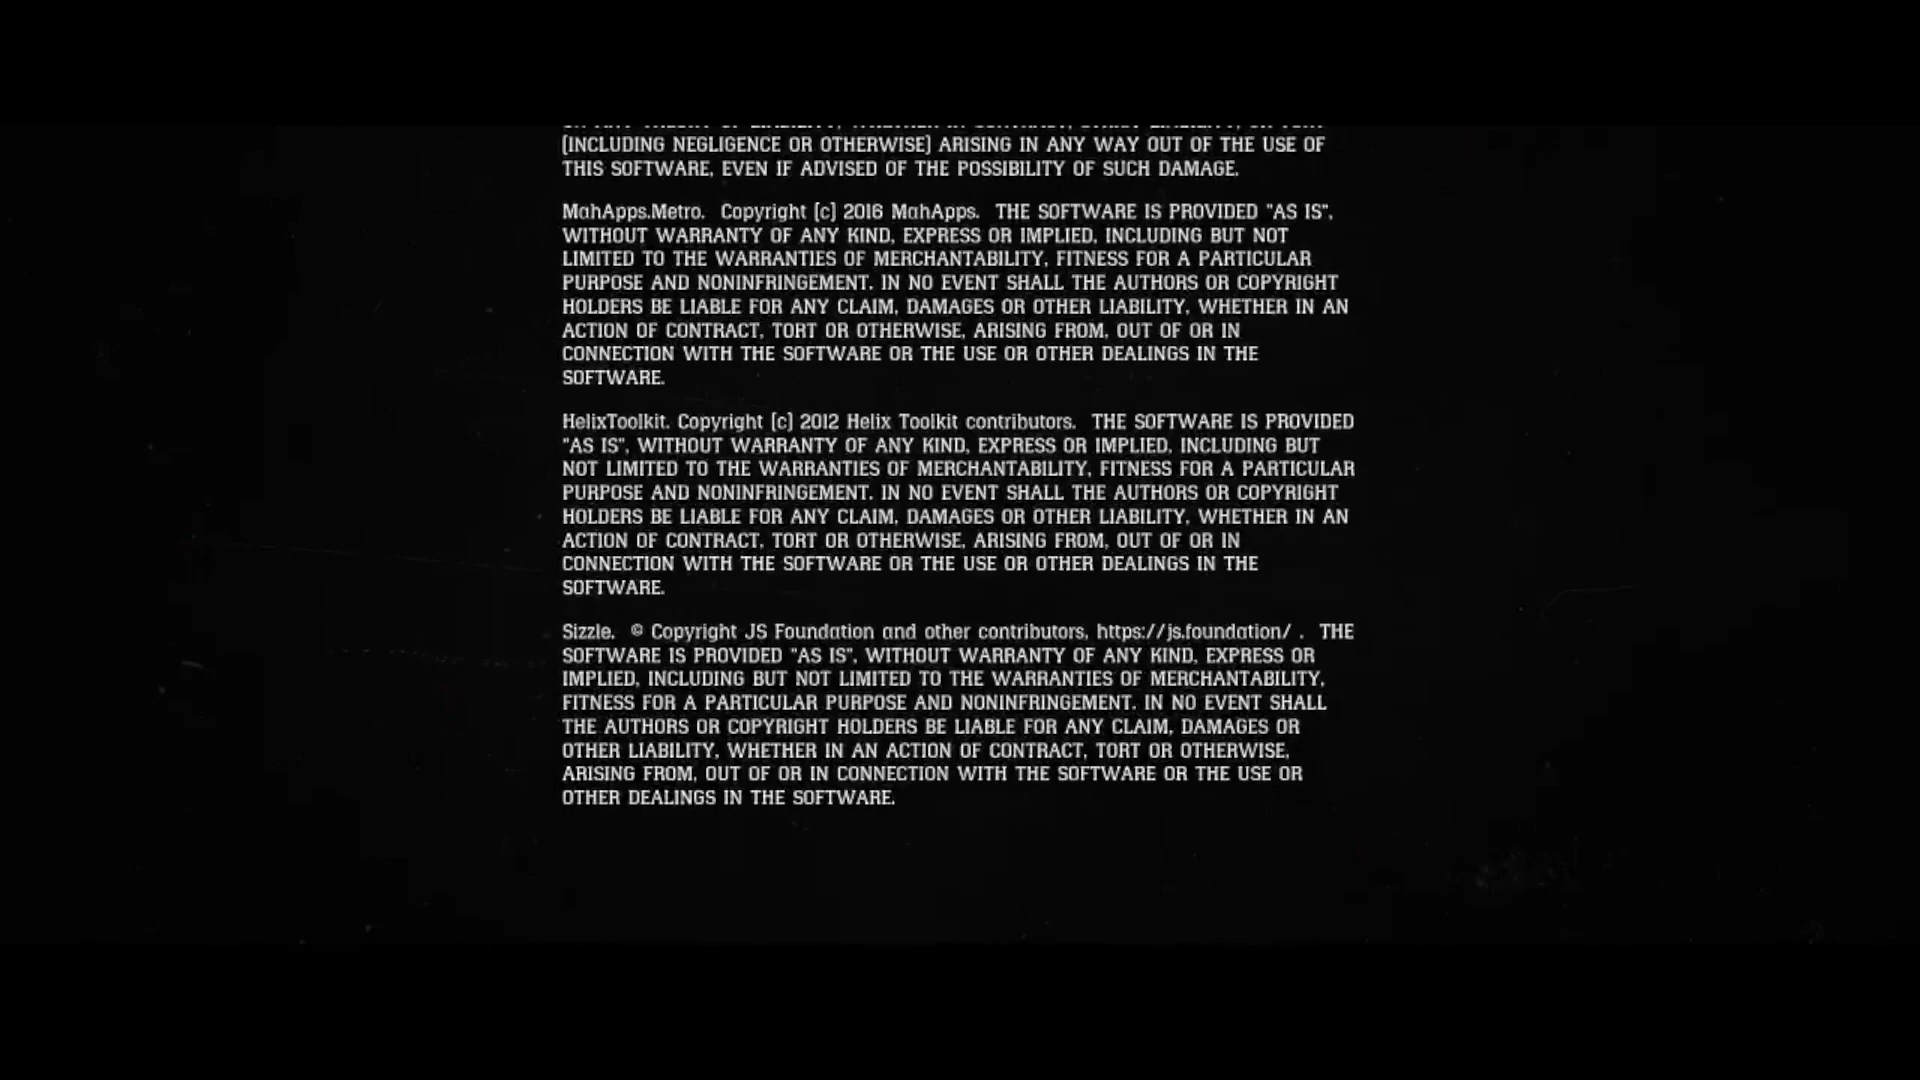 (INCLUDING NEGLIGENCE OR OTHERWISE) ARISING IN ANY WAY OUT OF THE USE OF
THIS SOFTWARE, EVEN IF ADVISED OF THE POSSIBILITY OF SUCH DAMAGE.
MahApps.Metro.  Copyright (c) 2016 MahApps.  THE SOFTWARE IS PROVIDED "AS IS",
WITHOUT WARRANTY OF ANY KIND, EXPRESS OR IMPLIED, INCLUDING BUT NOT
LIMITED TO THE WARRANTIES OF MERCHANTABILITY, FITNESS FOR A PARTICULAR
PURPOSE AND NONINFRINGEMENT. IN NO EVENT SHALL THE AUTHORS OR COPYRIGHT
HOLDERS BE LIABLE FOR ANY CLAIM, DAMAGES OR OTHER LIABILITY, WHETHER IN AN
ACTION OF CONTRACT, TORT OR OTHERWISE, ARISING FROM, OUT OF OR IN
CONNECTION WITH THE SOFTWARE OR THE USE OR OTHER DEALINGS IN THE
SOFTWARE.
HelixToolkit. Copyright (c) 2012 Helix Toolkit contributors.  THE SOFTWARE IS PROVIDED
"AS IS", WITHOUT WARRANTY OF ANY KIND, EXPRESS OR IMPLIED, INCLUDING BUT
NOT LIMITED TO THE WARRANTIES OF MERCHANTABILITY, FITNESS FOR A PARTICULAR
PURPOSE AND NONINFRINGEMENT. IN NO EVENT SHALL THE AUTHORS OR COPYRIGHT
HOLDERS BE LIABLE FOR ANY CLAIM, DAMAGES OR OTHER LIABILITY, WHETHER IN AN
ACTION OF CONTRACT, TORT OR OTHERWISE, ARISING FROM, OUT OF OR IN
CONNECTION WITH THE SOFTWARE OR THE USE OR OTHER DEALINGS IN THE
SOFTWARE.
Sizzle.  © Copyright JS Foundation and other contributors, https://js.foundation/ .  THE
SOFTWARE IS PROVIDED "AS IS", WITHOUT WARRANTY OF ANY KIND, EXPRESS OR
IMPLIED, INCLUDING BUT NOT LIMITED TO THE WARRANTIES OF MERCHANTABILITY,
FITNESS FOR A PARTICULAR PURPOSE AND NONINFRINGEMENT. IN NO EVENT SHALL
THE AUTHORS OR COPYRIGHT HOLDERS BE LIABLE FOR ANY CLAIM, DAMAGES OR
OTHER LIABILITY, WHETHER IN AN ACTION OF CONTRACT, TORT OR OTHERWISE,
ARISING FROM, OUT OF OR IN CONNECTION WITH THE SOFTWARE OR THE USE OR
OTHER DEALINGS IN THE SOFTWARE.